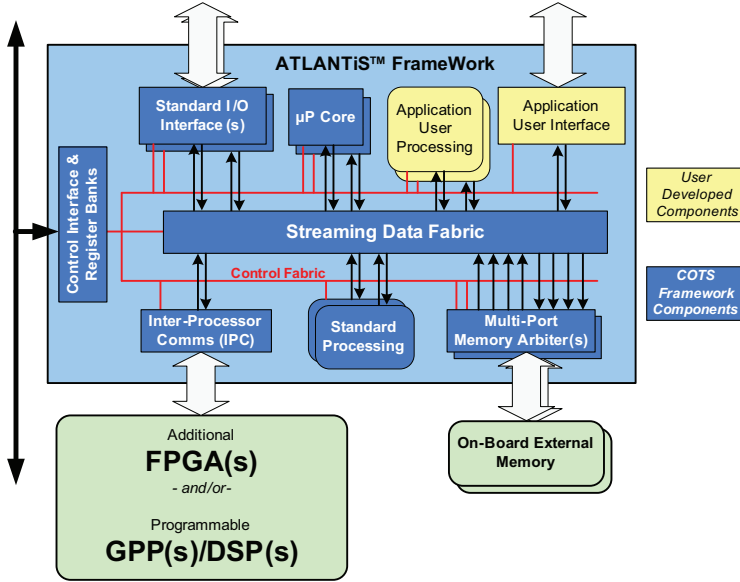 ATLANTiS™ FrameWork
Standard I/O
Interface(s)
µP Core
Application
User
Processing
Application
User Interface
Control Interface &
Register Banks
User
Developed
Components
Streaming Data Fabric
Control Fabric
COTS
Framework
Components
Inter-Processor
Comms (IPC)
Standard
Processing
Multi-Port
Memory Arbiter(s)
Additional
FPGA(s)
- and/or-
Programmable
GPP(s)/DSP(s)
On-Board External
Memory